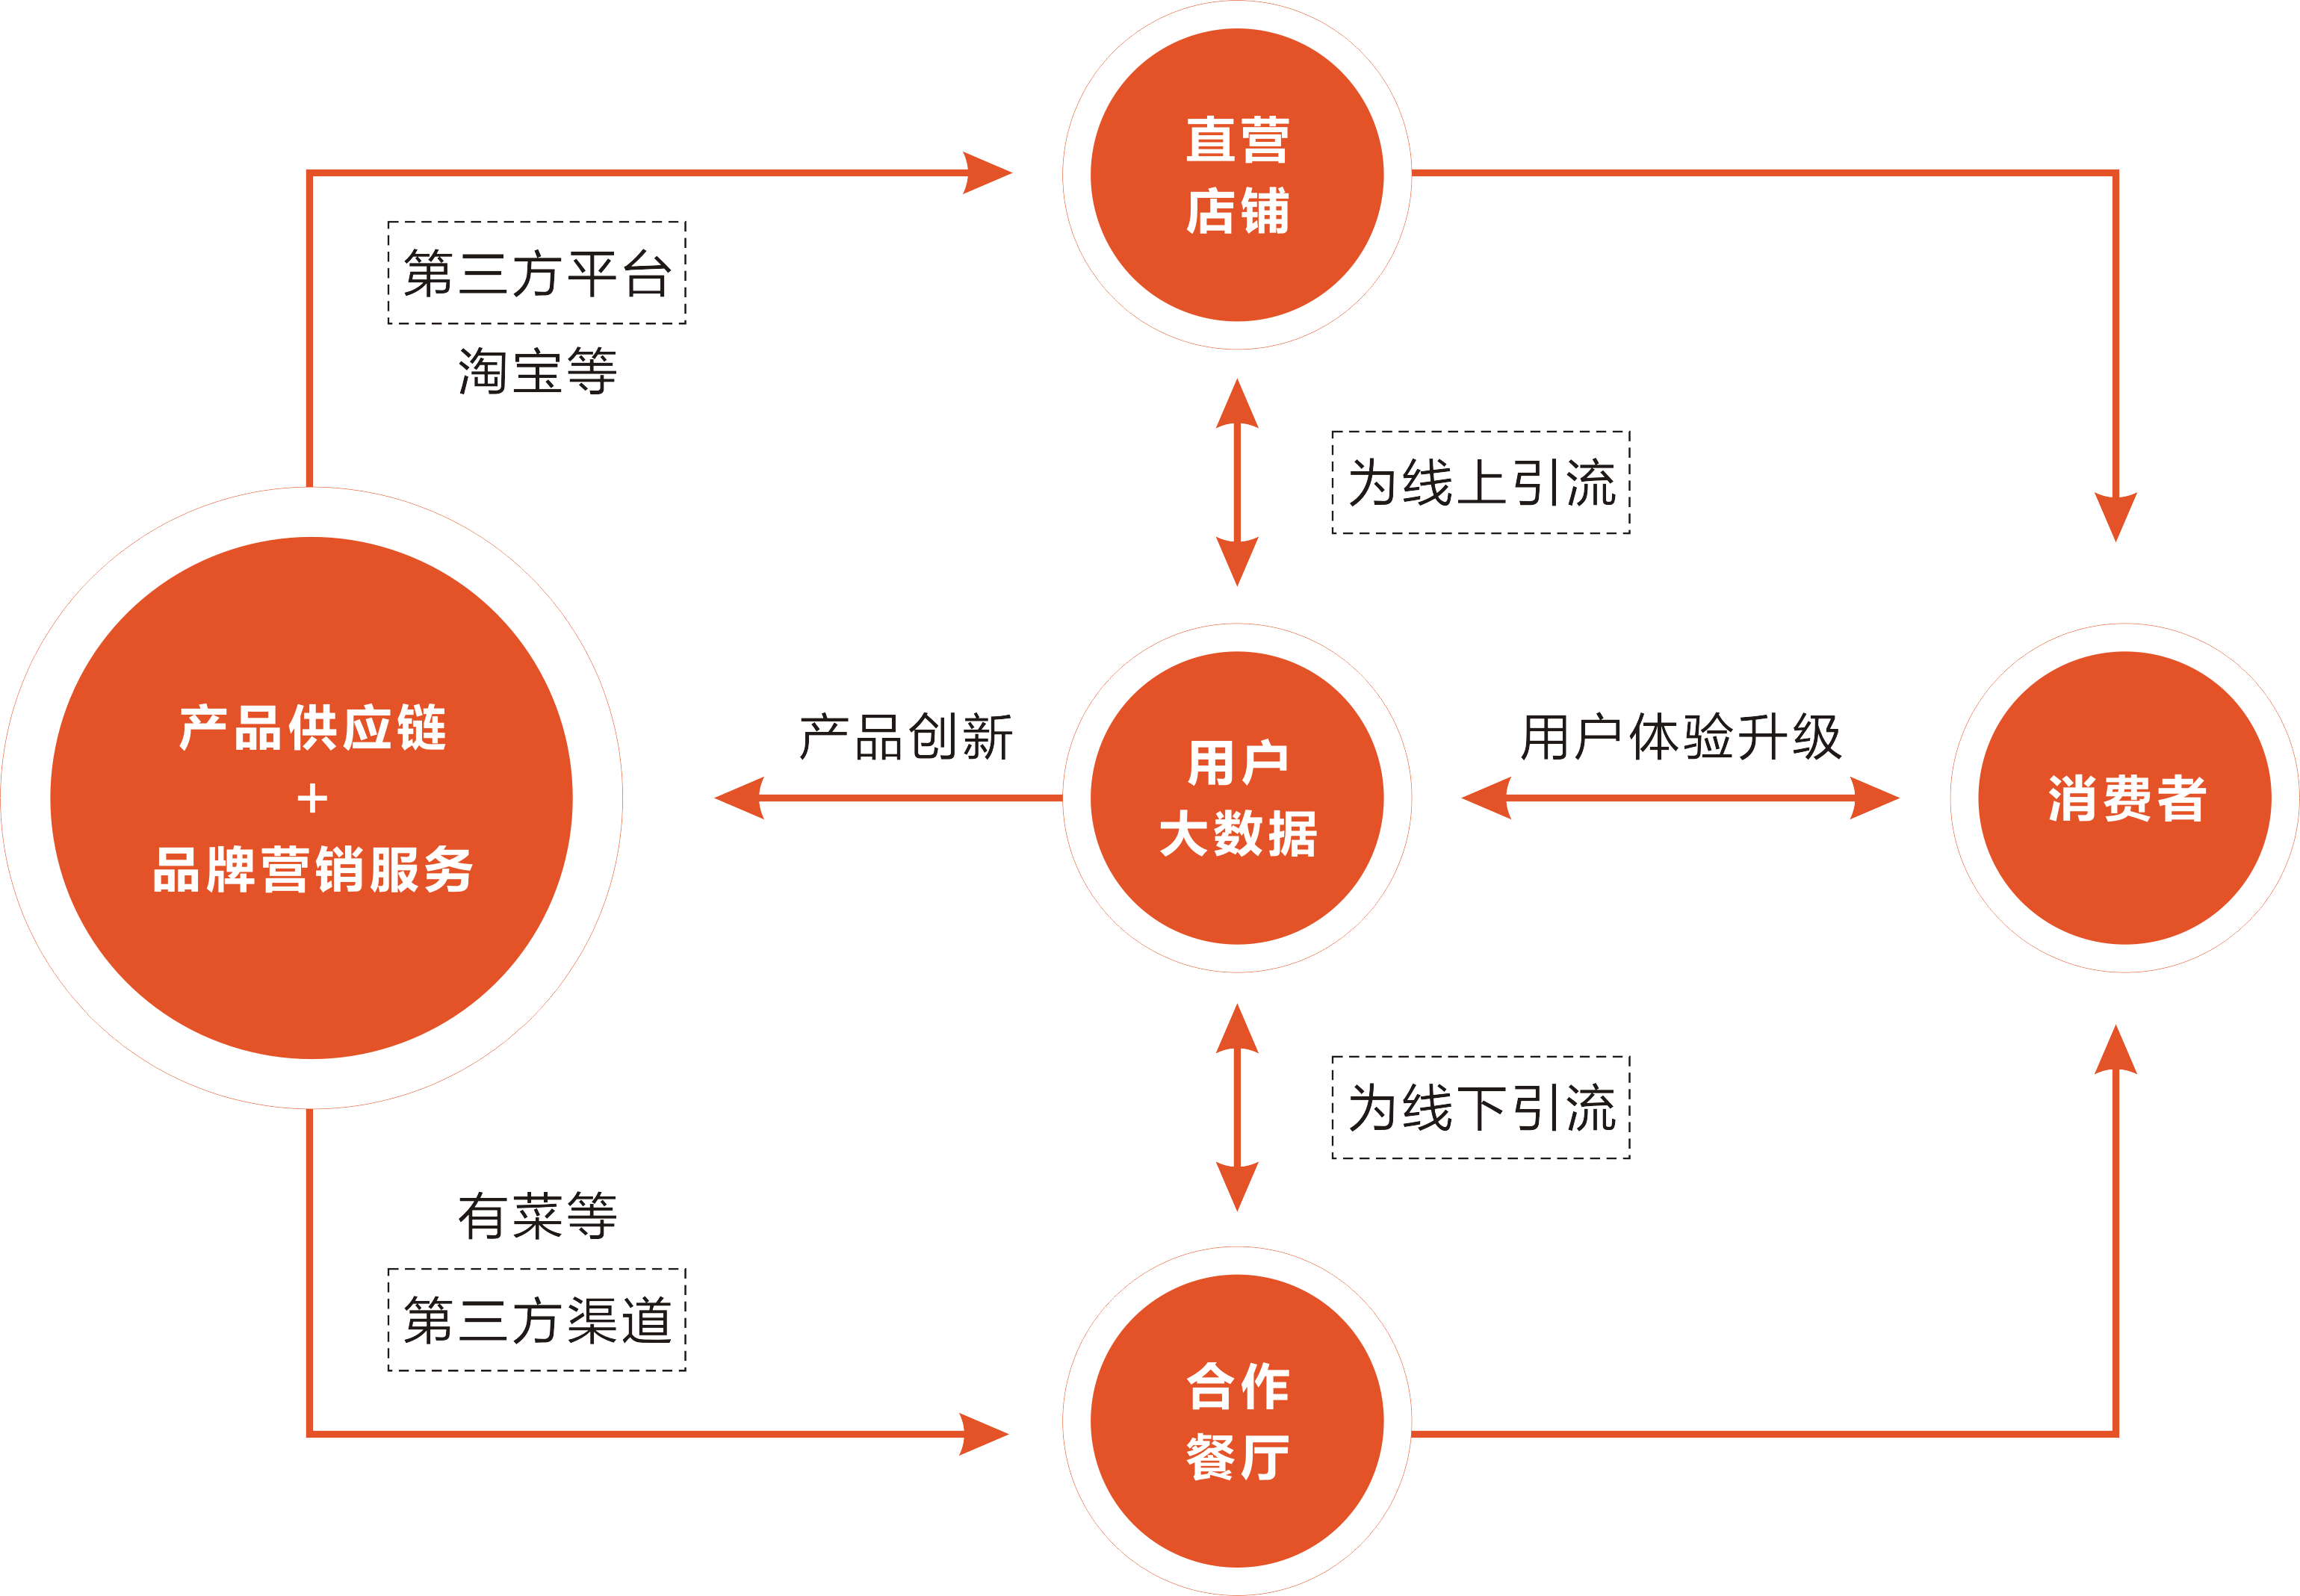 直营
店铺
第三方平台
淘宝等
为线上引流
产品供应链
+
品牌营销服务
产品创新
用户
大数据
用户体验升级
消费者
为线下引流
有菜等
第三方渠道
合作
餐厅